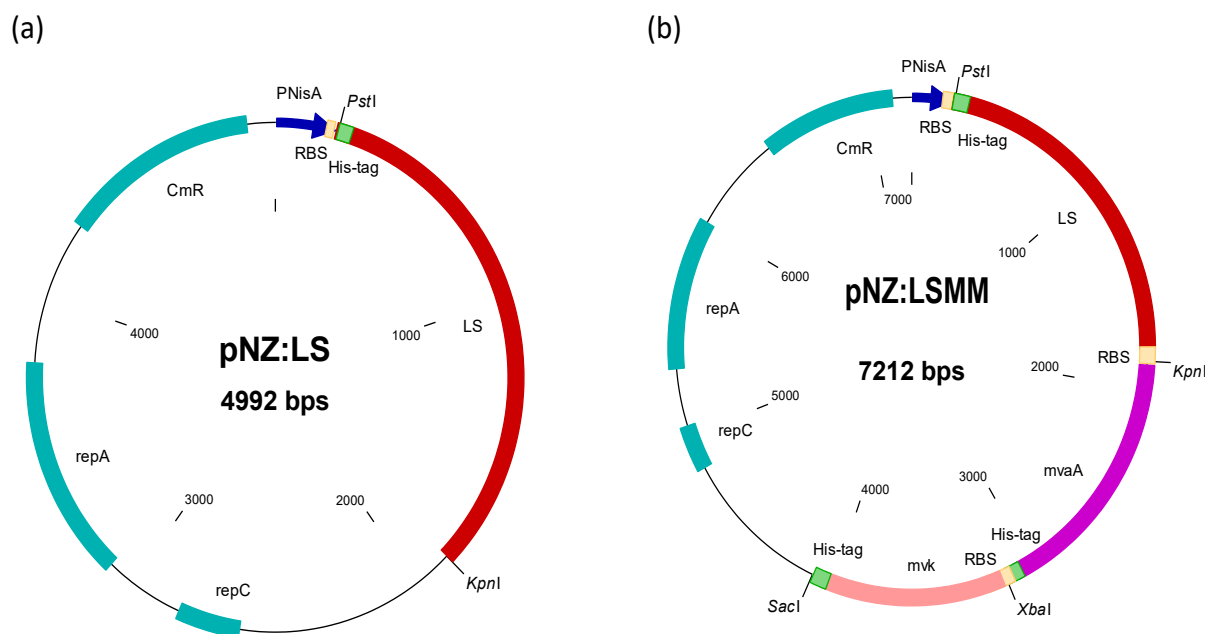 (a)
PNisA
PstI
RBS
His-tag
CmR
LS
1000
4000
pNZ:LS
4992 bps
repA
3000
2000
repC
KpnI
(b)
PNisA
PstI
RBS
His-tag
CmR
7000
LS
1000
6000
pNZ:LSMM
repA
7212 bps
RBS
KpnI
2000
5000
repC
mvaA
3000
4000
His-tag
His-tag
mvk
RBS
SacI
XbaI